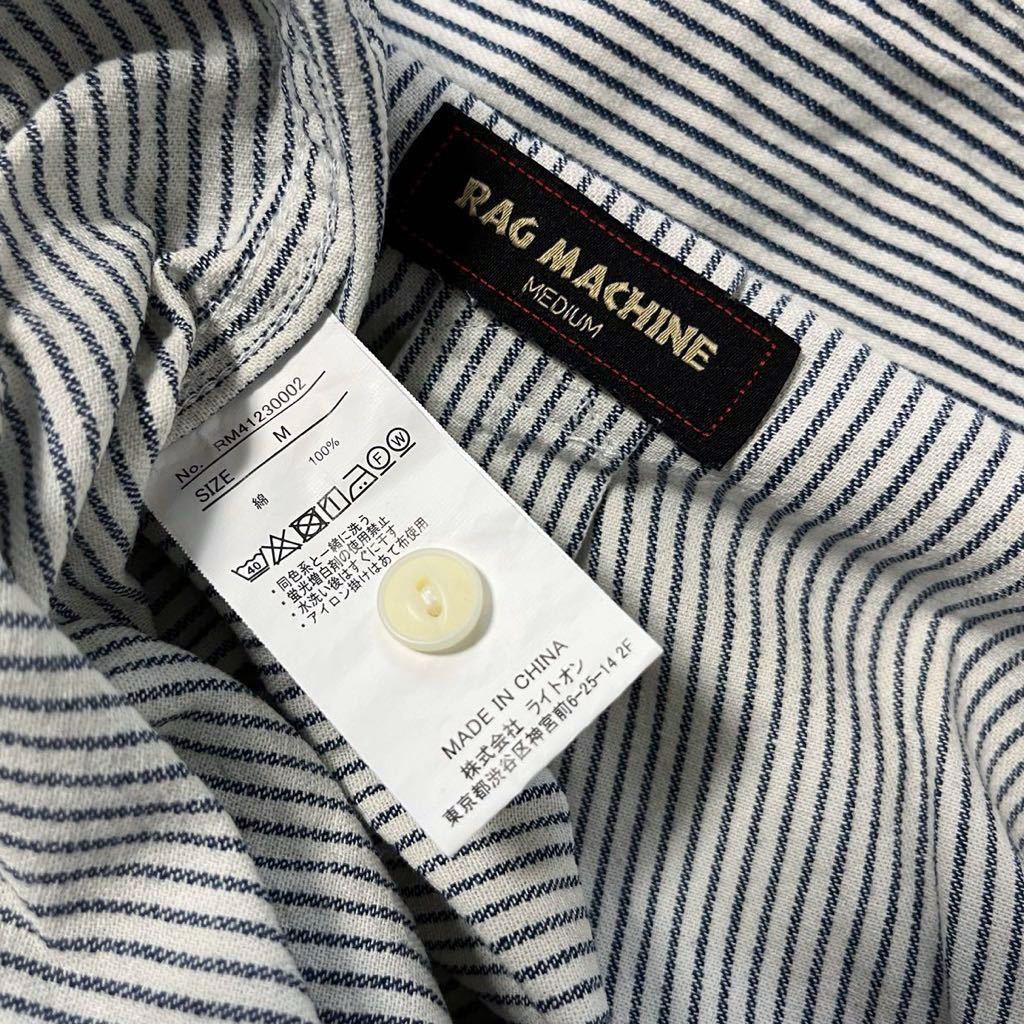 RAG MACHINE
MEDIUM
No. RM41230002
SIZE M
綿 100%
40 F W
・同色系と一緒に洗う
・蛍光増白剤の使用禁止
・水洗い後はすぐに干す
・アイロン掛けはあて布使用
MADE IN CHINA
株式会社 ライトオン
東京都渋谷区神宮前6-25-14 2F